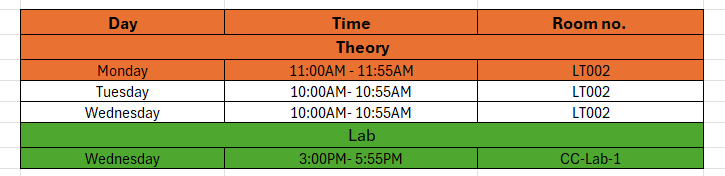 Day Time Room no.
Theory
Monday 11:00AM - 11:55AM LT002
Tuesday 10:00AM- 10:55AM LT002
Wednesday 10:00AM- 10:55AM LT002
Lab
Wednesday 3:00PM- 5:55PM CC-Lab-1